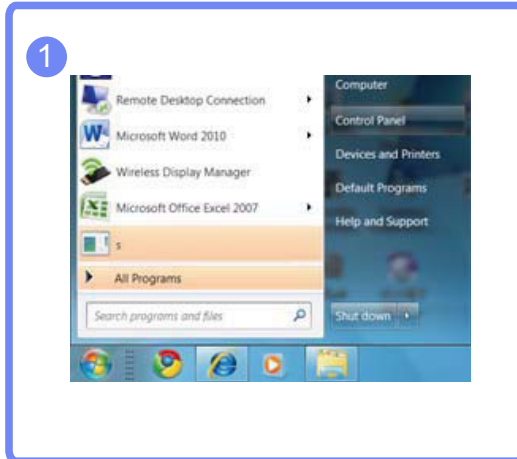 1
Remote Desktop Connection
Microsoft Word 2010
Wireless Display Manager
Microsoft Office Excel 2007
s
All Programs
Search programs and files
Computer
Control Panel
Devices and Printers
Default Programs
Help and Support
Shut down